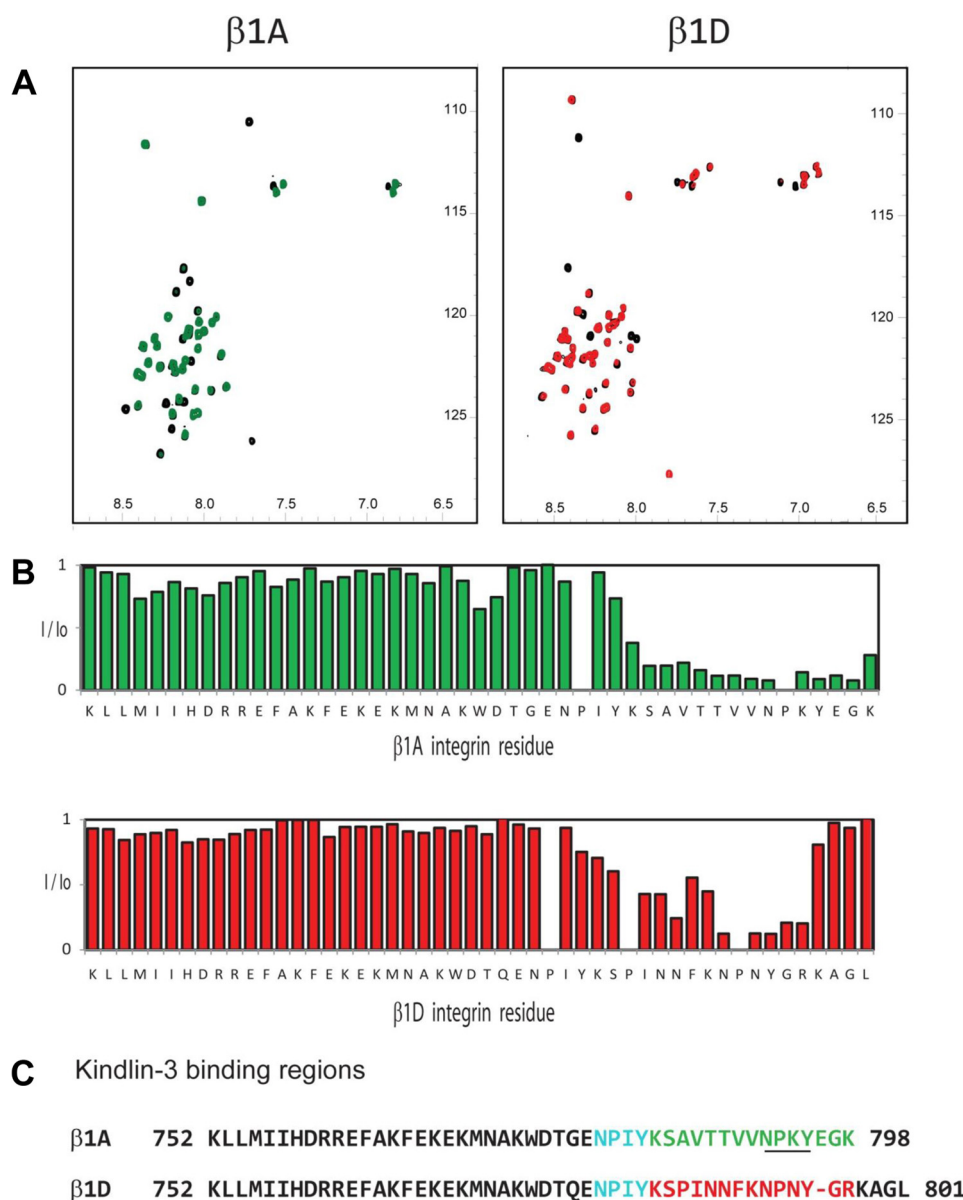 β1A β1D
A
110
115
120
125
8.5 8.0 7.5 7.0 6.5
110
115
120
125
8.5 8.0 7.5 7.0 6.5
B
1
I/Io
0
K L L M I I H D R R E F A K F E K E K M N A K W D T G E N P I Y K S A V T T V V N P K Y E G K
β1A integrin residue
1
I/Io
0
K L L M I I H D R R E F A K F E K E K M N A K W D T Q E N P I Y K S P I N N F K N P N Y G R K A G L
β1D integrin residue
C Kindlin-3 binding regions
β1A 752 KLLMIIHDRREFAKFEKEKMNAKWDTGENPIYKSAVTTVVNPKYEGK 798
β1D 752 KLLMIIHDRREFAKFEKEKMNAKWDTQENPIYKSPINNFKNPNY-GRKAGL 801